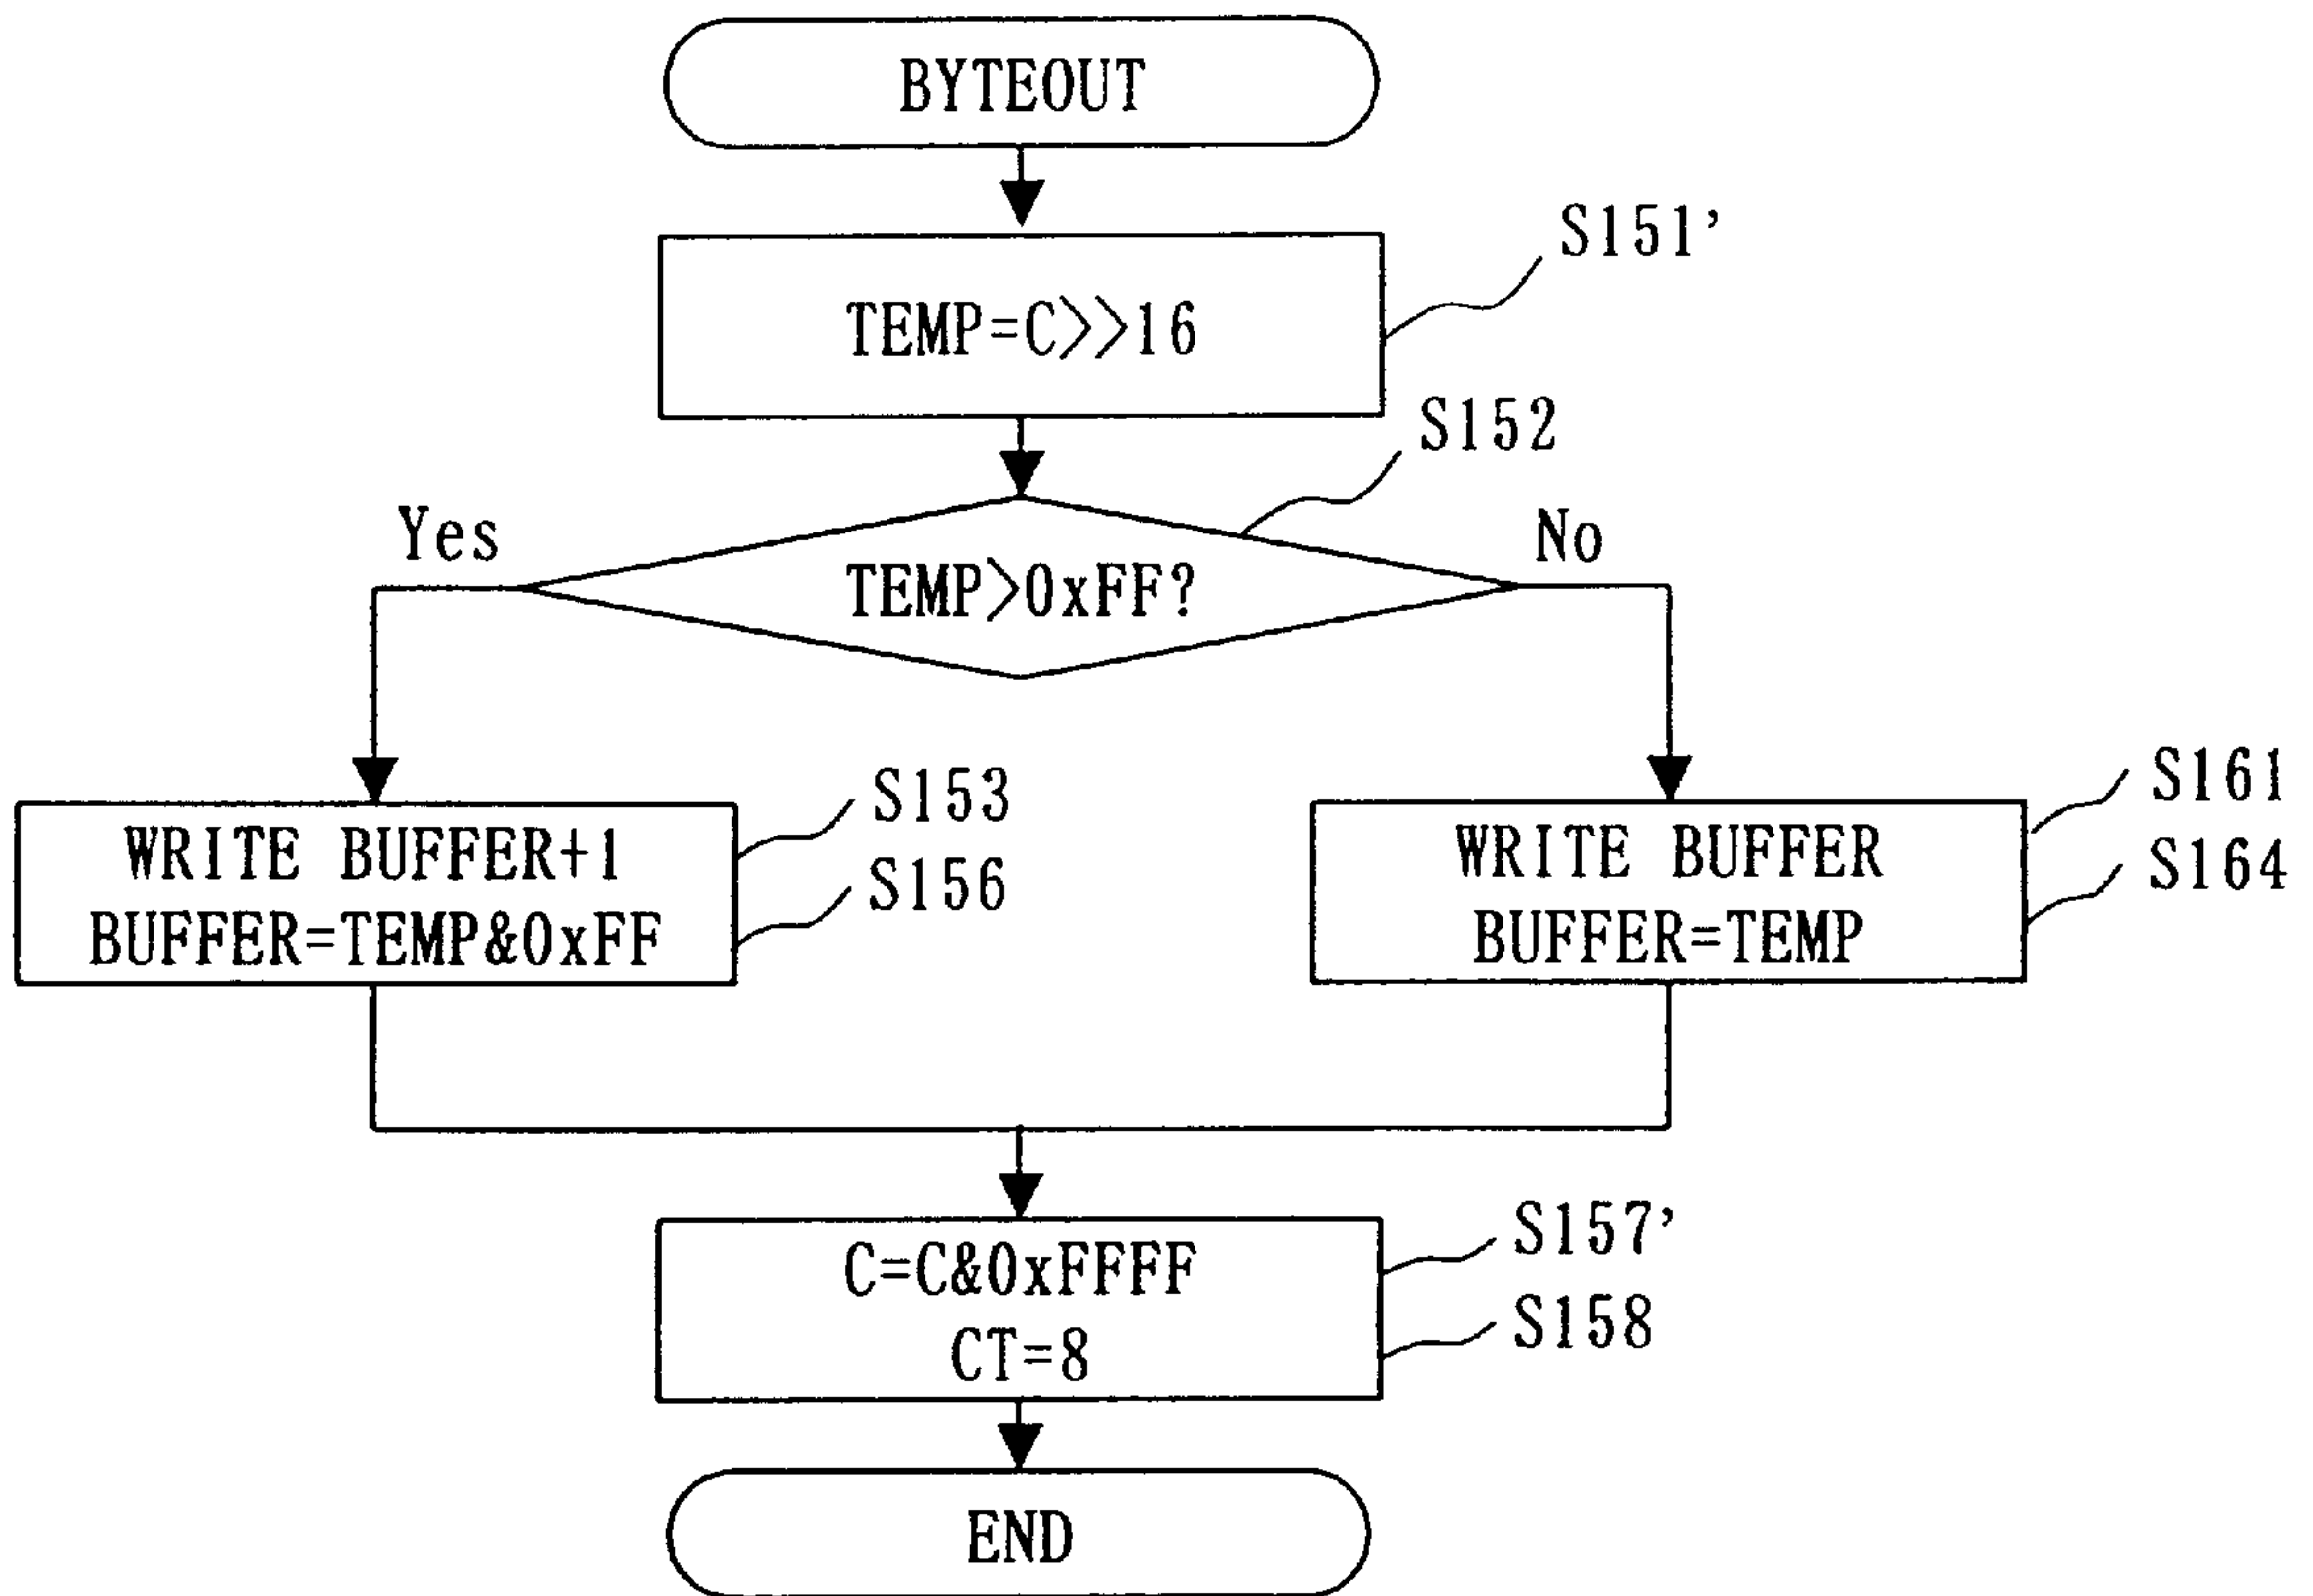 BYTEOUT
S151'
TEMP=C>>16
S152
Yes
No
TEMP>0xFF?
S153
S156
WRITE BUFFER+1
BUFFER=TEMP&0xFF
S161
S164
WRITE BUFFER
BUFFER=TEMP
S157'
S158
C=C&0xFFFF
CT=8
END